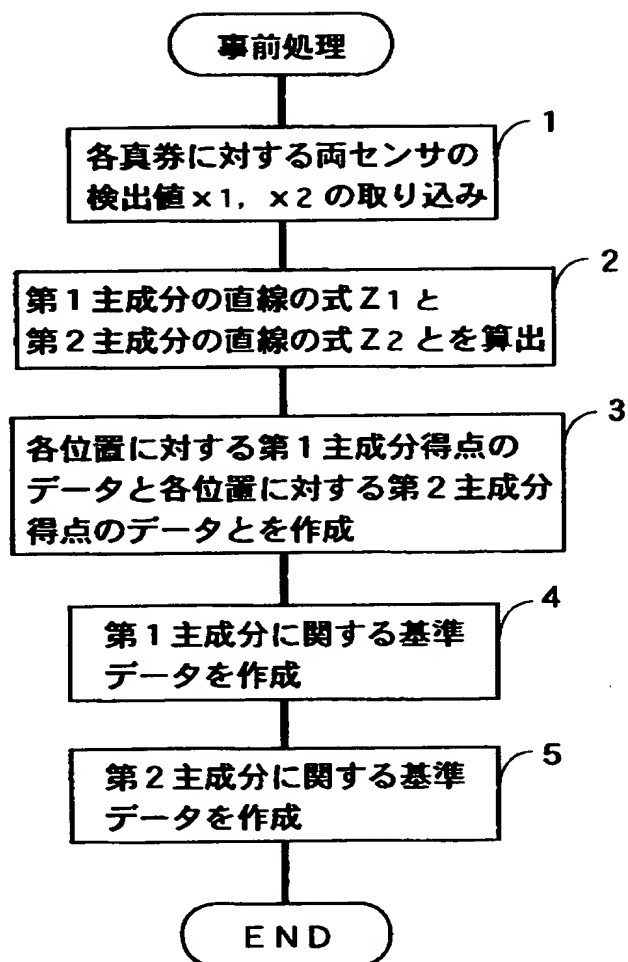 事前処理
1
各真券に対する両センサの
検出値x1, x2の取り込み
2
第1主成分の直線の式Z1と
第2主成分の直線の式Z2とを算出
3
各位置に対する第1主成分得点の
データと各位置に対する第2主成分
得点のデータとを作成
4
第1主成分に関する基準
データを作成
5
第2主成分に関する基準
データを作成
END